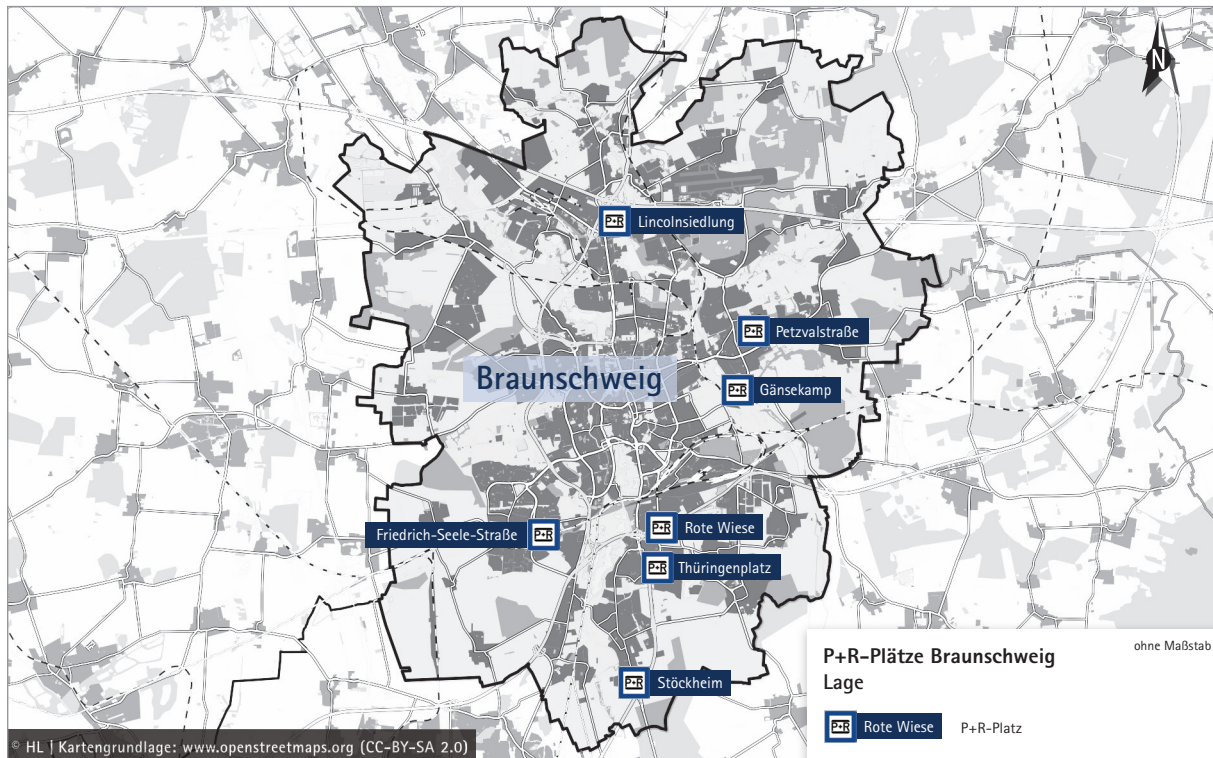 N
P+R Lincolnsiedlung
P+R Petzvalstraße
Braunschweig
P+R Gänsekamp
Friedrich-Seele-Straße P+R
P+R Rote Wiese
P+R Thüringenplatz
P+R Stöckheim
P+R-Plätze Braunschweig
ohne Maßstab
Lage
P+R Rote Wiese P+R-Platz
© HL | Kartengrundlage: www.openstreetmaps.org (CC-BY-SA 2.0)